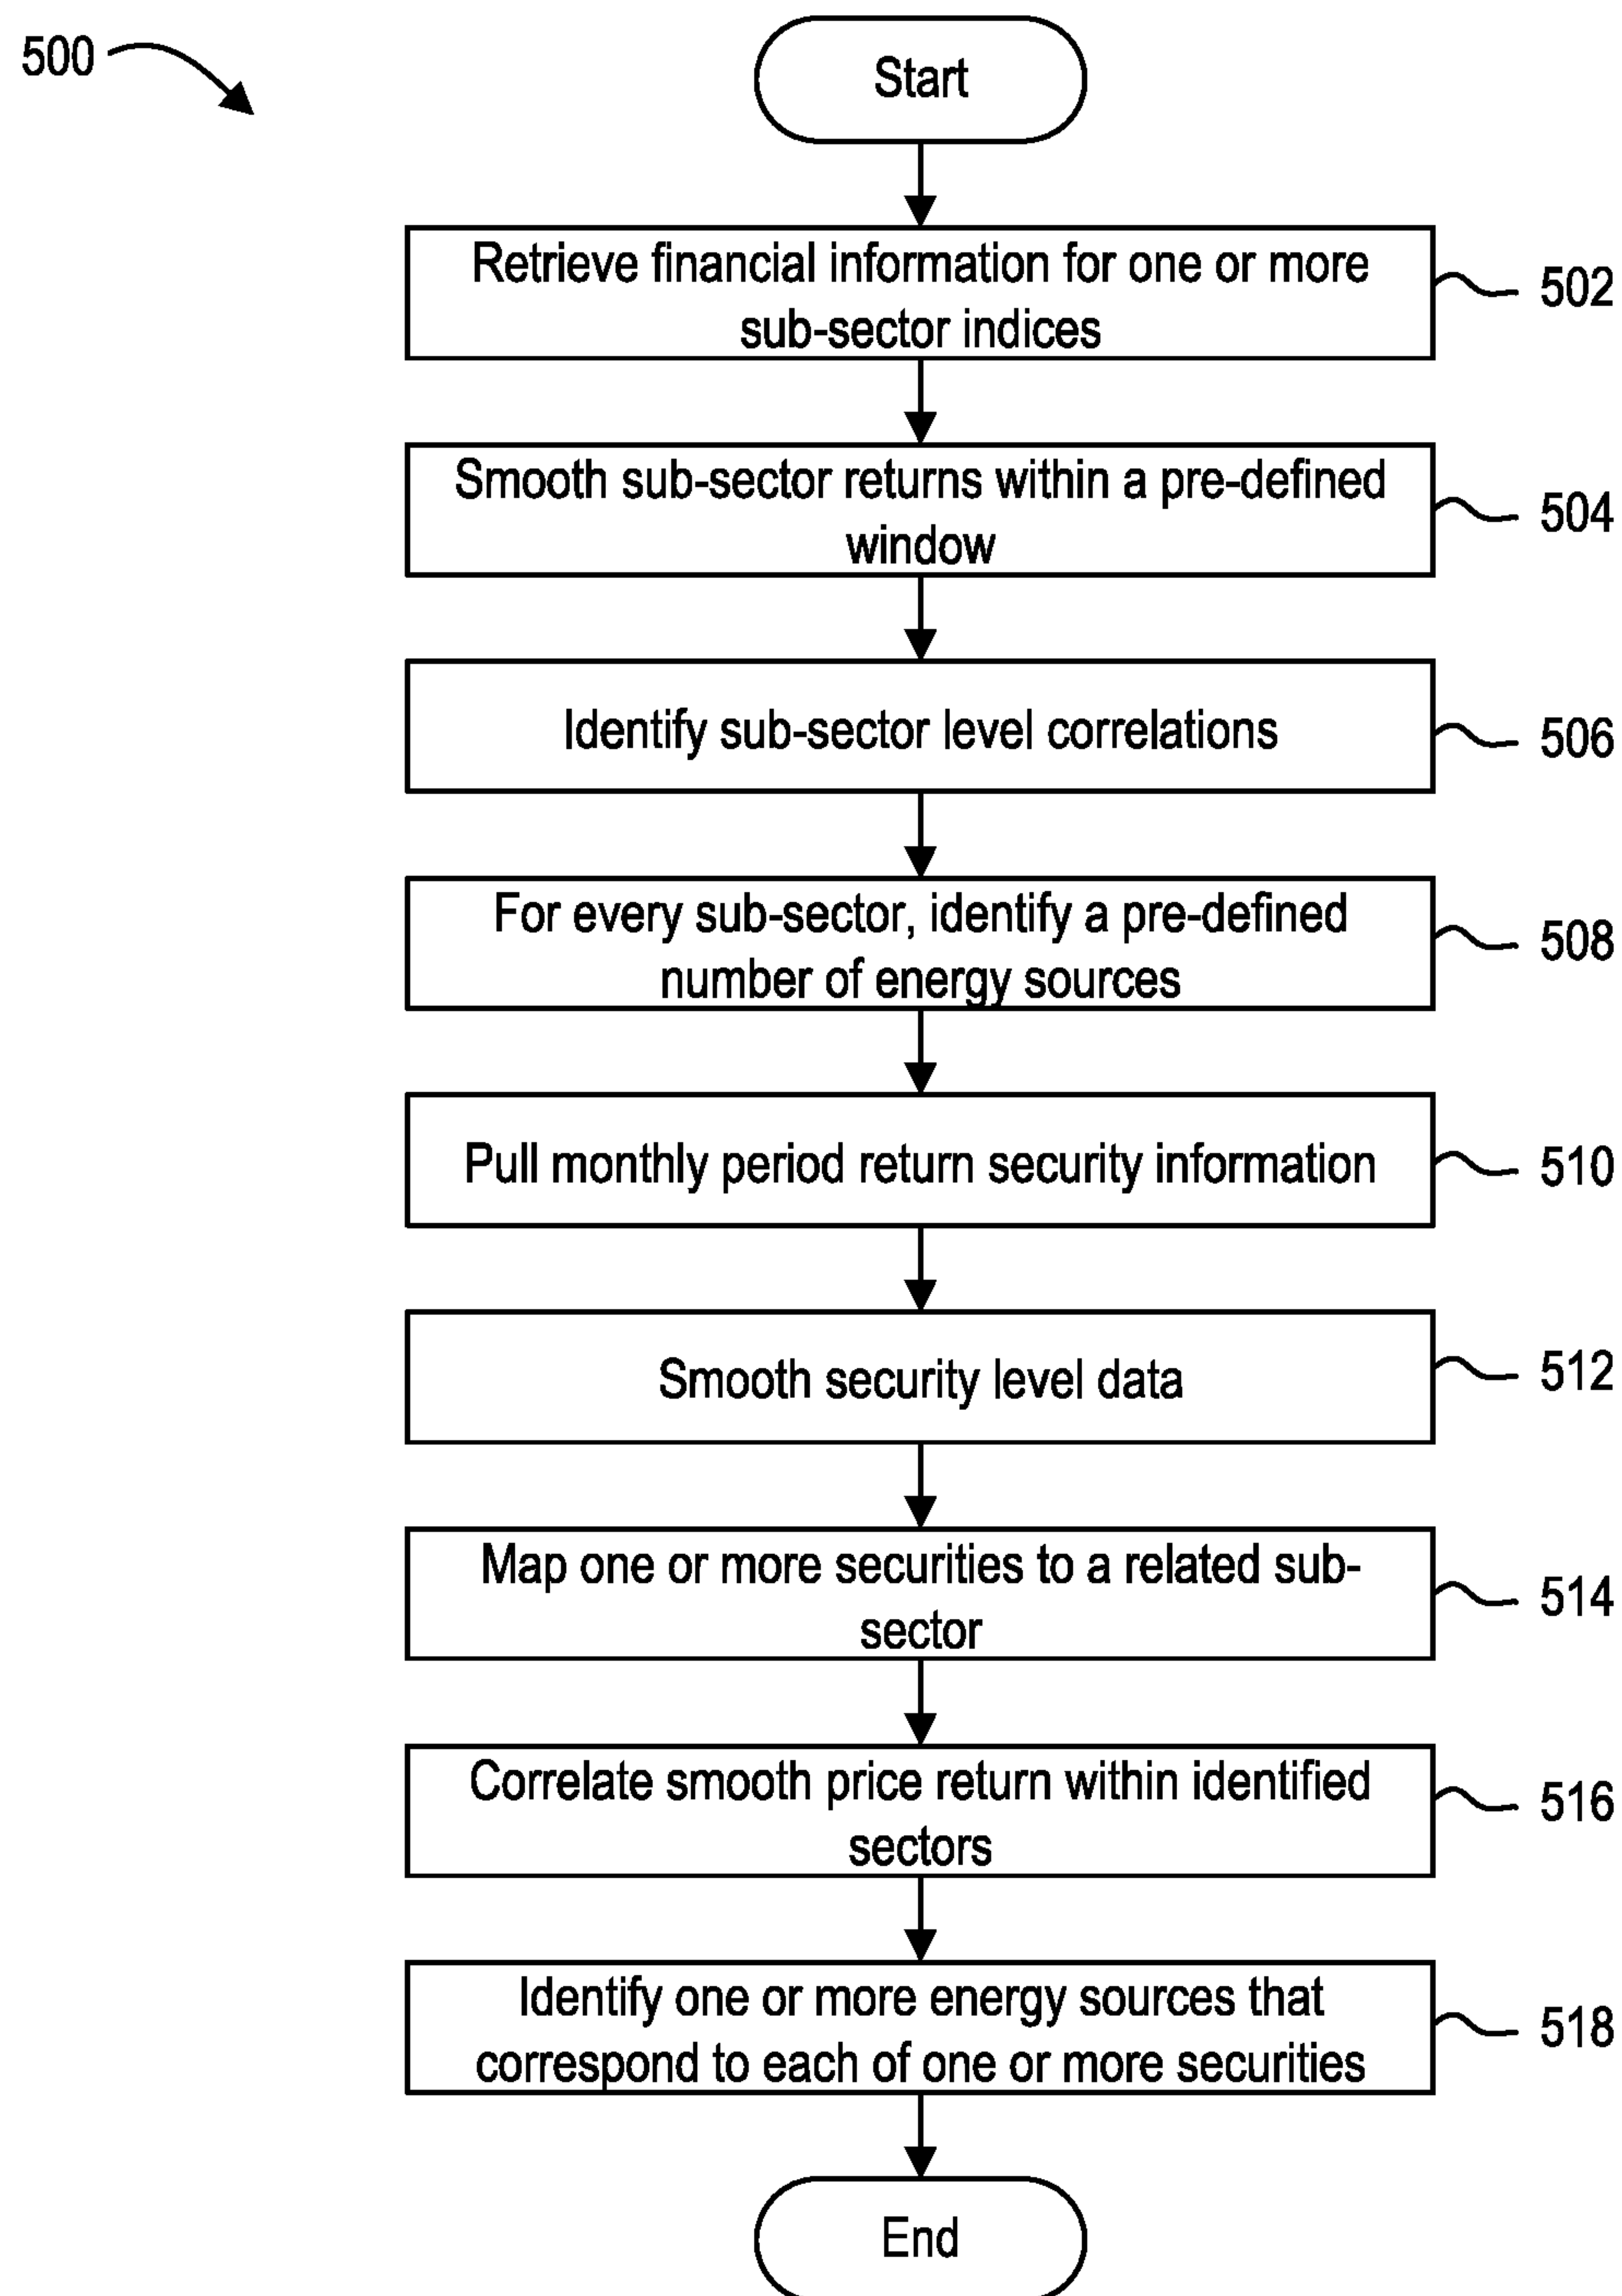 500
Start
Retrieve financial information for one or more
sub-sector indices
502
Smooth sub-sector returns within a pre-defined
window
504
Identify sub-sector level correlations
506
For every sub-sector, identify a pre-defined
number of energy sources
508
Pull monthly period return security information
510
Smooth security level data
512
Map one or more securities to a related sub-
sector
514
Correlate smooth price return within identified
sectors
516
Identify one or more energy sources that
correspond to each of one or more securities
518
End